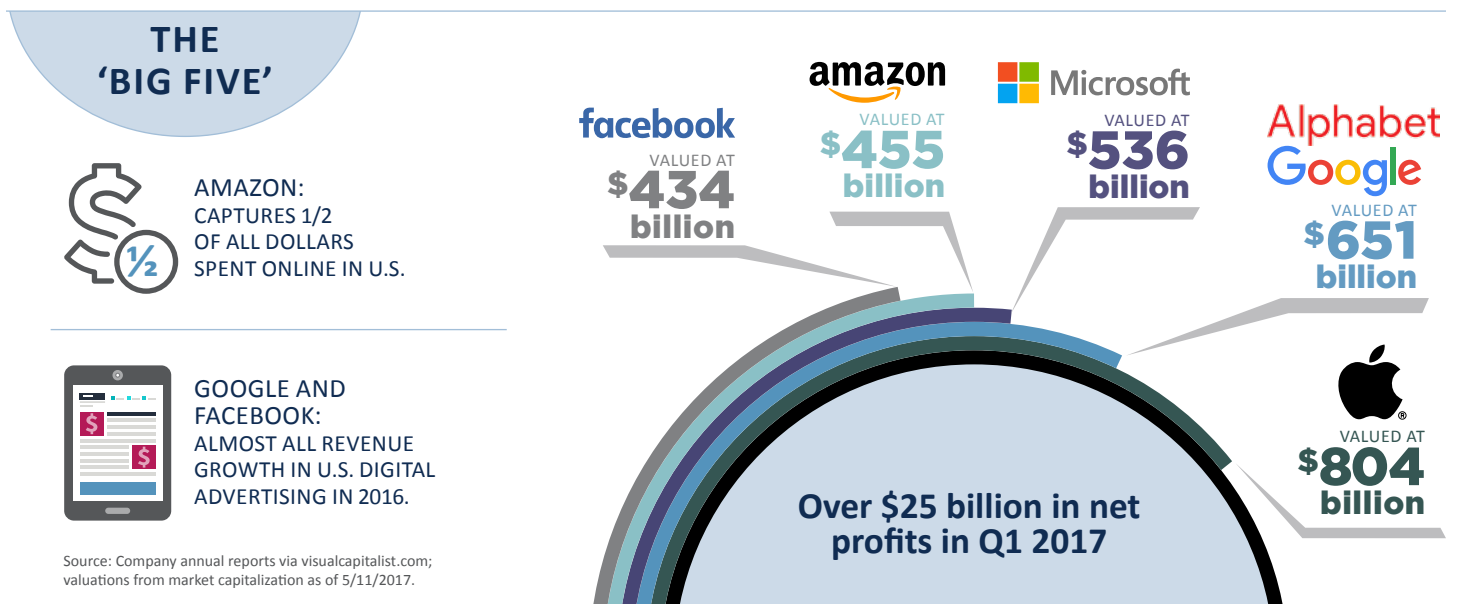 THE
‘BIG FIVE’
½
AMAZON:
CAPTURES 1/2
OF ALL DOLLARS
SPENT ONLINE IN U.S.
$
$
GOOGLE AND
FACEBOOK:
ALMOST ALL REVENUE
GROWTH IN U.S. DIGITAL
ADVERTISING IN 2016.
Source: Company annual reports via visualcapitalist.com;
valuations from market capitalization as of 5/11/2017.
facebook
VALUED AT
$434
billion
amazon
VALUED AT
$455
billion
Microsoft
VALUED AT
$536
billion
Alphabet
Google
VALUED AT
$651
billion
®
VALUED AT
$804
billion
Over $25 billion in net
profits in Q1 2017